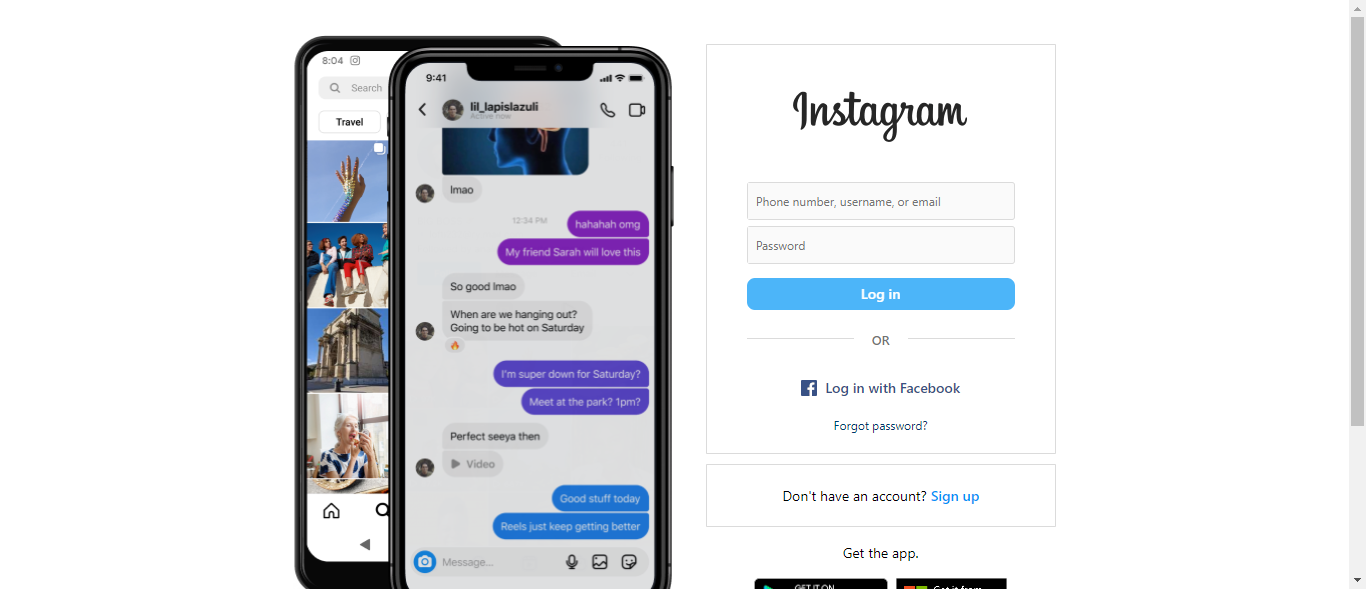 8:04
Search
Travel
9:41
lil_lapislazuli
Active now
lmao
12:34 PM
hahahah omg
My friend Sarah will love this
So good lmao
When are we hanging out?
Going to be hot on Saturday
I'm super down for Saturday?
Meet at the park? 1pm?
Perfect seeya then
Video
Good stuff today
Reels just keep getting better
Message...
Instagram
Phone number, username, or email
Password
Log in
OR
Log in with Facebook
Forgot password?
Don't have an account? Sign up
Get the app.
GET IT ON
Get it from